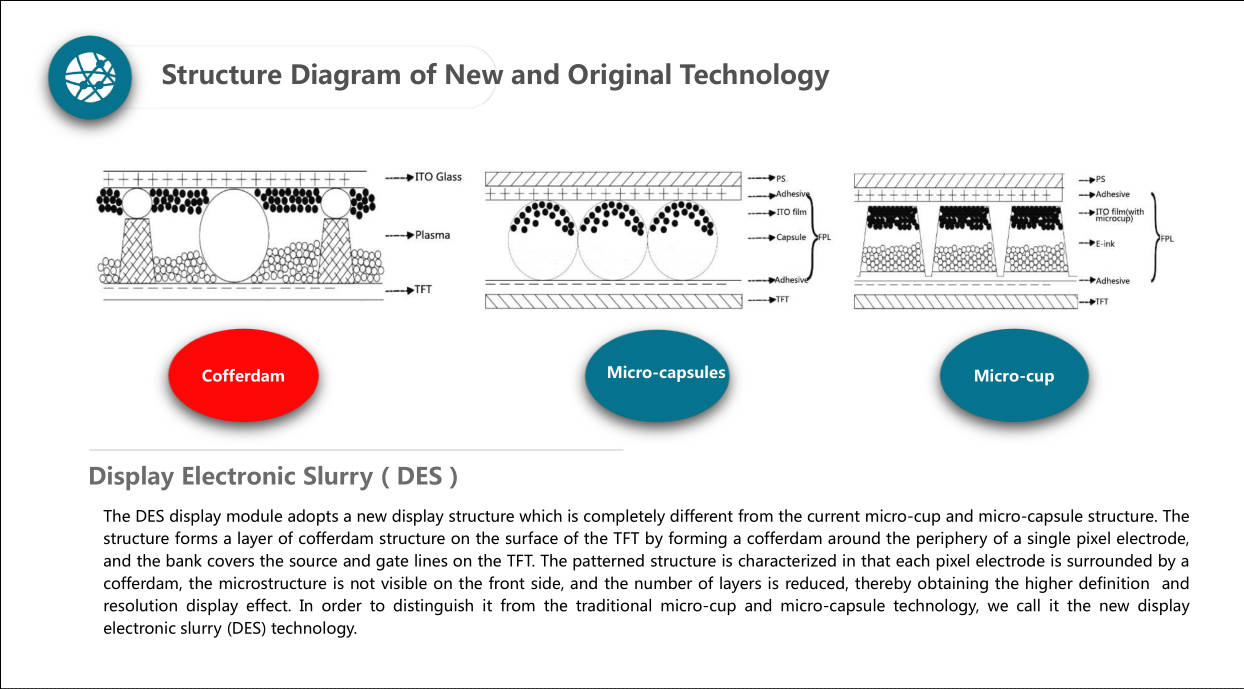 Structure Diagram of New and Original Technology
ITO Glass
Plasma
TFT
PS
Adhesive
ITO film
Capsule
FPL
Adhesive
TFT
PS
Adhesive
ITO film(with
microcup)
E-ink
FPL
Adhesive
TFT
Cofferdam
Micro-capsules
Micro-cup
Display Electronic Slurry ( DES )
The DES display module adopts a new display structure which is completely different from the current micro-cup and micro-capsule structure. The
structure forms a layer of cofferdam structure on the surface of the TFT by forming a cofferdam around the periphery of a single pixel electrode,
and the bank covers the source and gate lines on the TFT. The patterned structure is characterized in that each pixel electrode is surrounded by a
cofferdam, the microstructure is not visible on the front side, and the number of layers is reduced, thereby obtaining the higher definition and
resolution display effect. In order to distinguish it from the traditional micro-cup and micro-capsule technology, we call it the new display
electronic slurry (DES) technology.